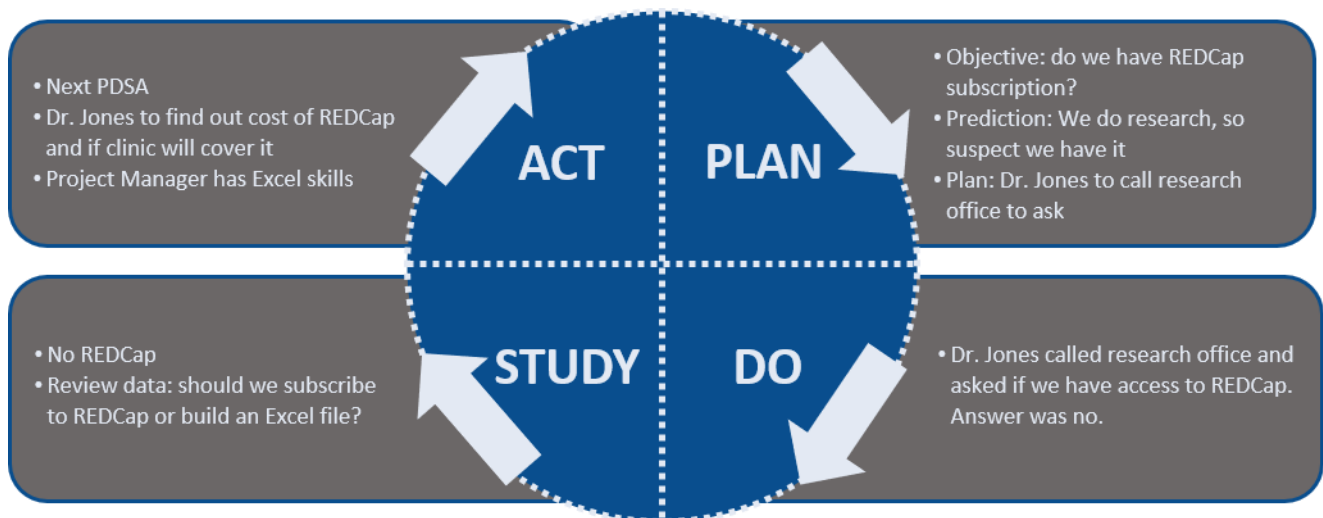 • Next PDSA
• Dr. Jones to find out cost of REDCap
and if clinic will cover it
• Project Manager has Excel skills
ACT
PLAN
• Objective: do we have REDCap
subscription?
• Prediction: We do research, so
suspect we have it
• Plan: Dr. Jones to call research
office to ask
• No REDCap
• Review data: should we subscribe
to REDCap or build an Excel file?
STUDY
DO
• Dr. Jones called research office and
asked if we have access to REDCap.
Answer was no.